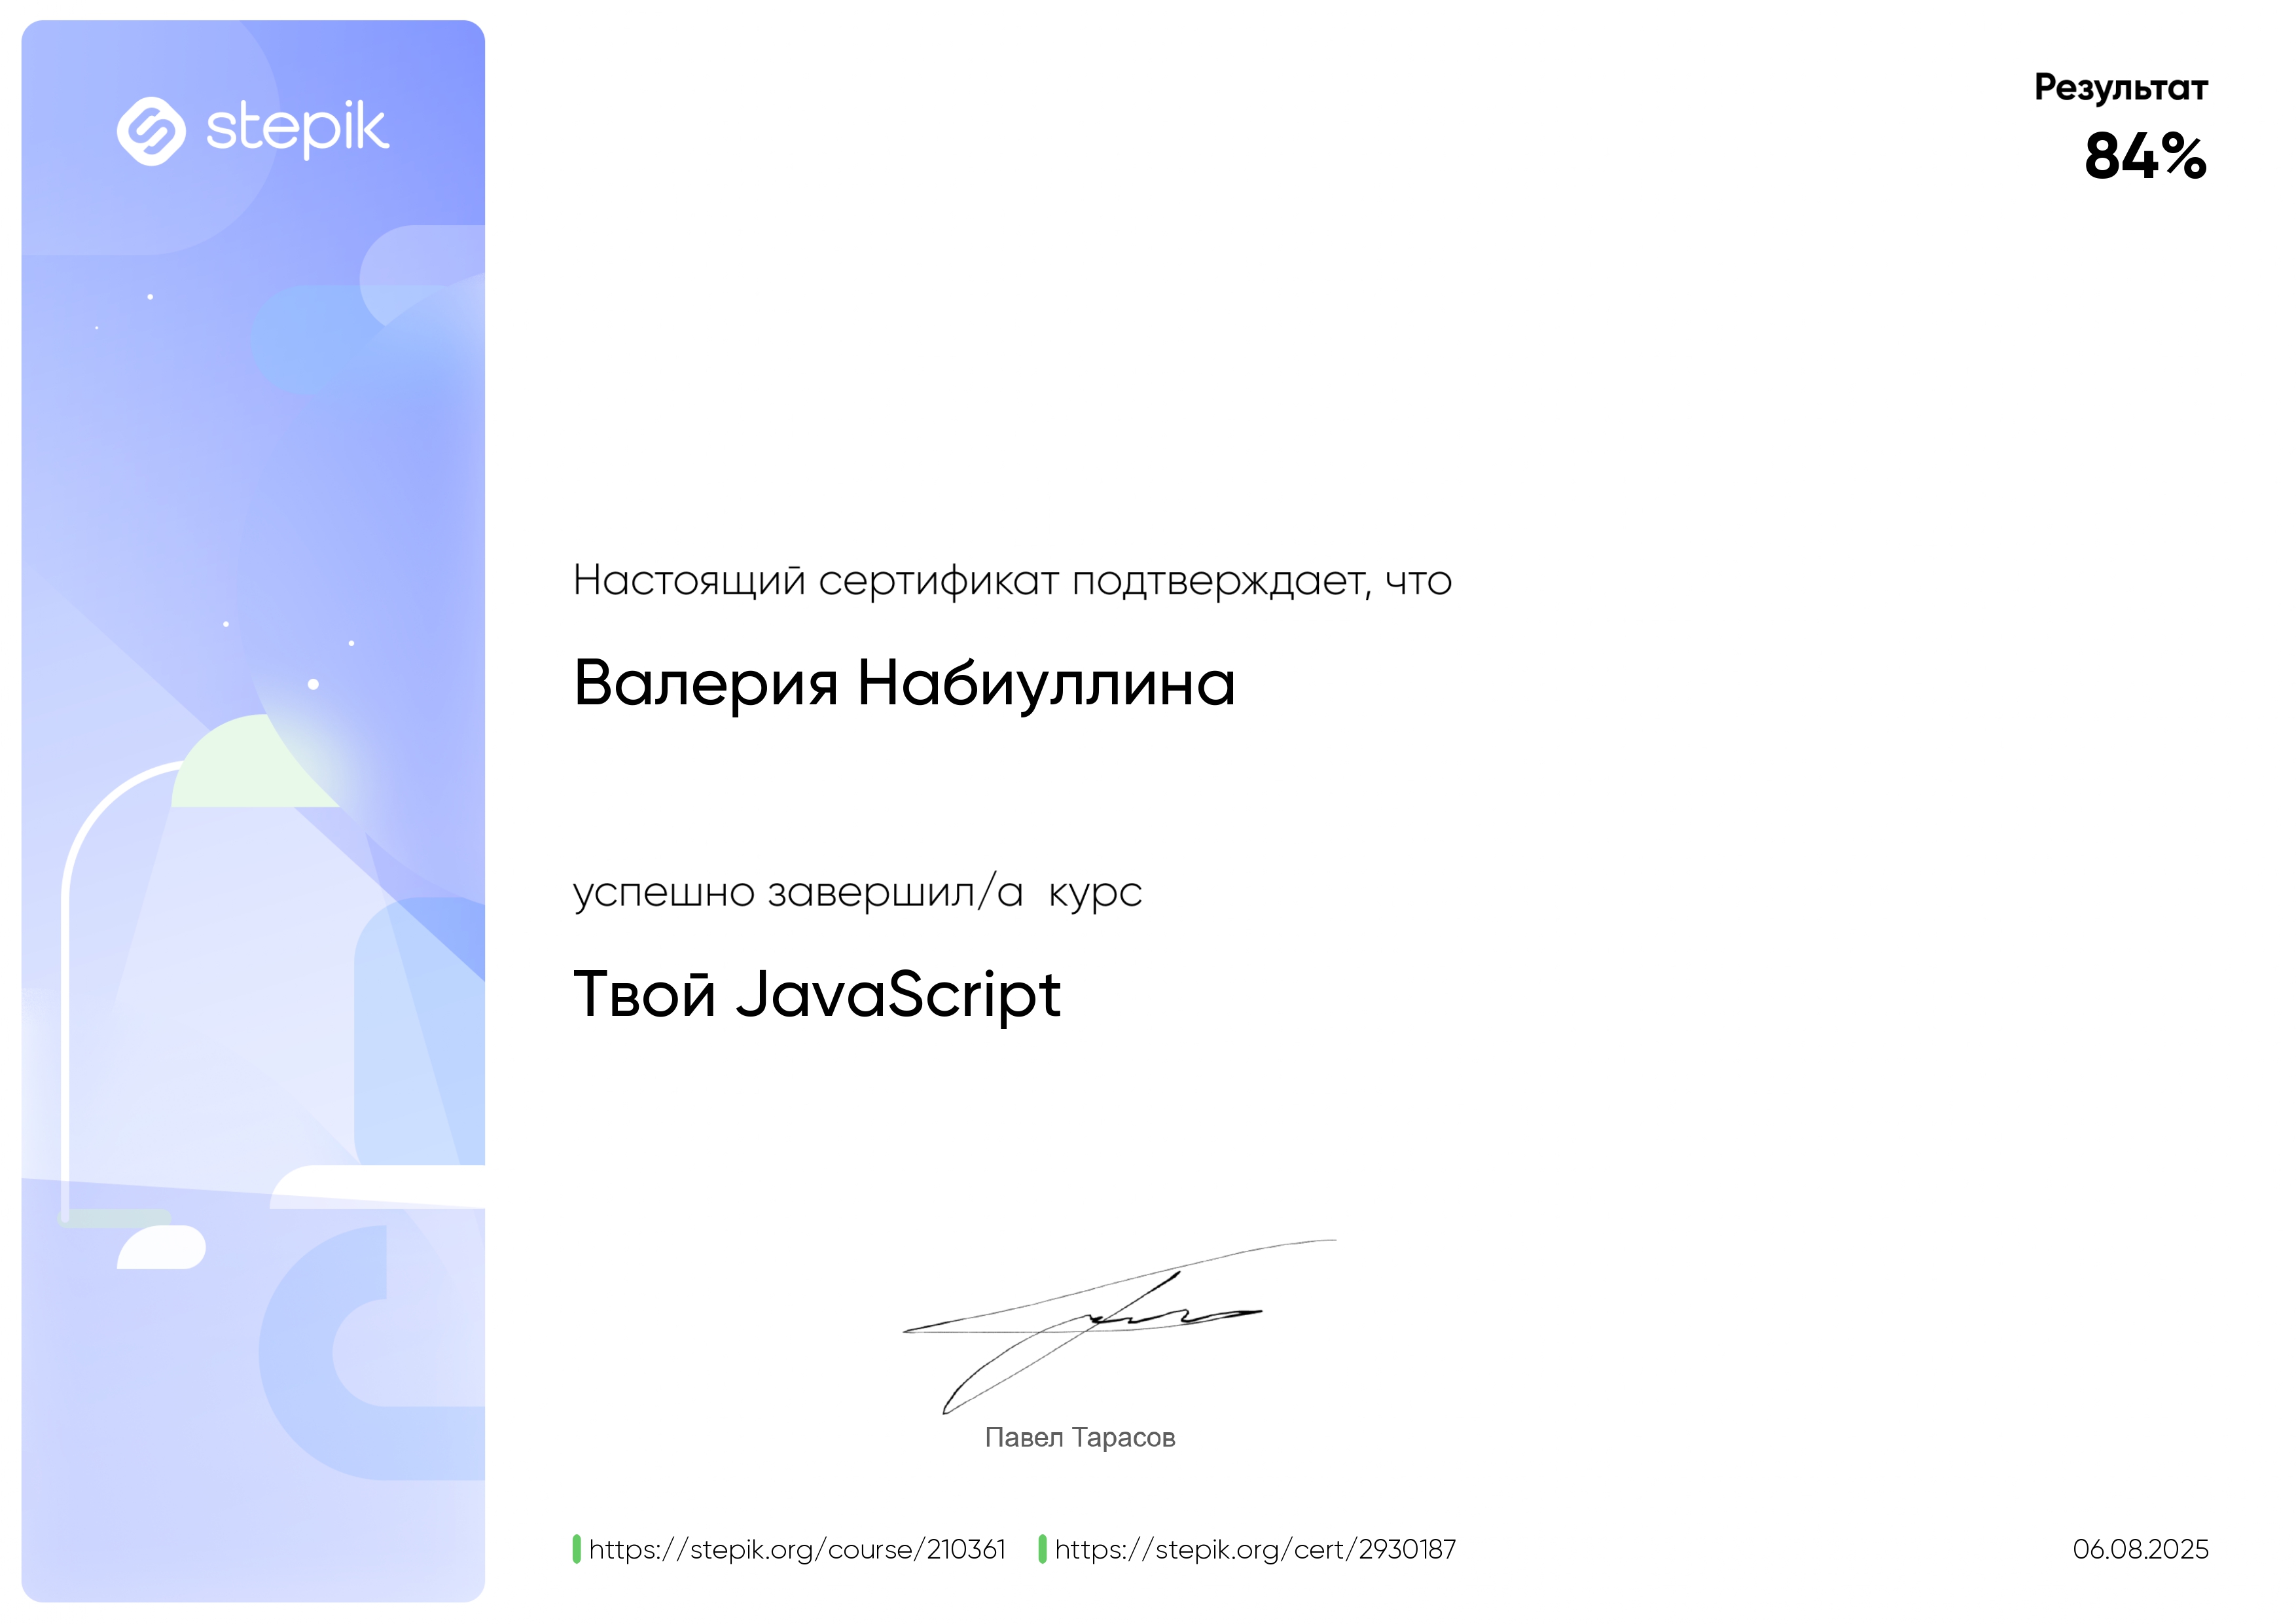 stepik
Результат
84%
Настоящий сертификат подтверждает, что
Валерия Набиуллина
успешно завершил/а курс
Твой JavaScript
Павел Тарасов
https://stepik.org/course/210361 https://stepik.org/cert/2930187 06.08.2025